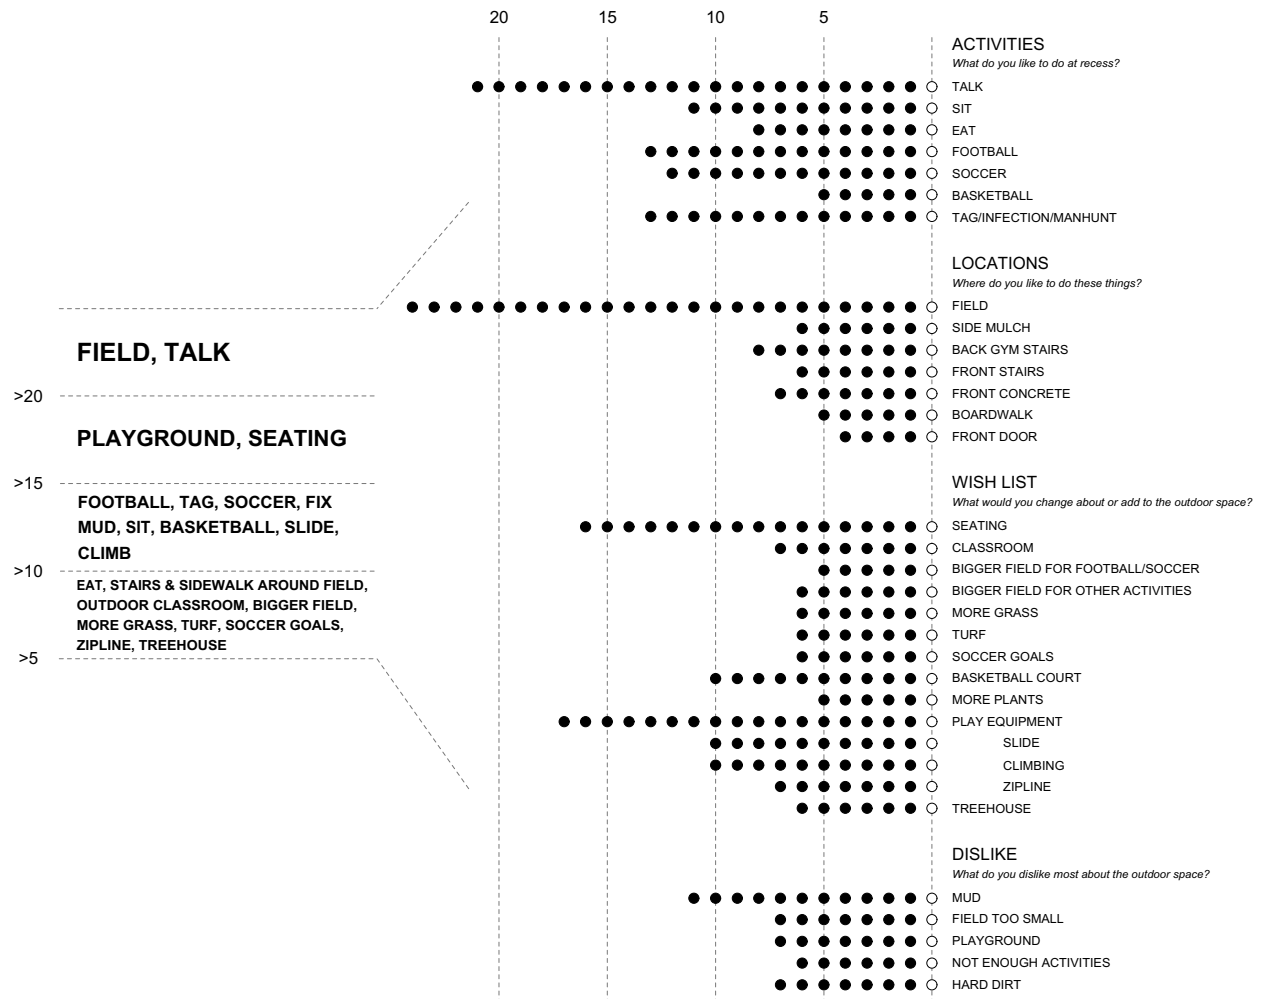 20 15 10 5
ACTIVITIES
What do you like to do at recess?
TALK
SIT
EAT
FOOTBALL
SOCCER
BASKETBALL
TAG/INFECTION/MANHUNT
LOCATIONS
Where do you like to do these things?
FIELD
SIDE MULCH
BACK GYM STAIRS
FRONT STAIRS
FRONT CONCRETE
BOARDWALK
FRONT DOOR
WISH LIST
What would you change about or add to the outdoor space?
SEATING
CLASSROOM
BIGGER FIELD FOR FOOTBALL/SOCCER
BIGGER FIELD FOR OTHER ACTIVITIES
MORE GRASS
TURF
SOCCER GOALS
BASKETBALL COURT
MORE PLANTS
PLAY EQUIPMENT
SLIDE
CLIMBING
ZIPLINE
TREEHOUSE
DISLIKE
What do you dislike most about the outdoor space?
MUD
FIELD TOO SMALL
PLAYGROUND
NOT ENOUGH ACTIVITIES
HARD DIRT
FIELD, TALK
>20
PLAYGROUND, SEATING
>15
FOOTBALL, TAG, SOCCER, FIX
MUD, SIT, BASKETBALL, SLIDE,
CLIMB
>10
EAT, STAIRS & SIDEWALK AROUND FIELD,
OUTDOOR CLASSROOM, BIGGER FIELD,
MORE GRASS, TURF, SOCCER GOALS,
ZIPLINE, TREEHOUSE
>5